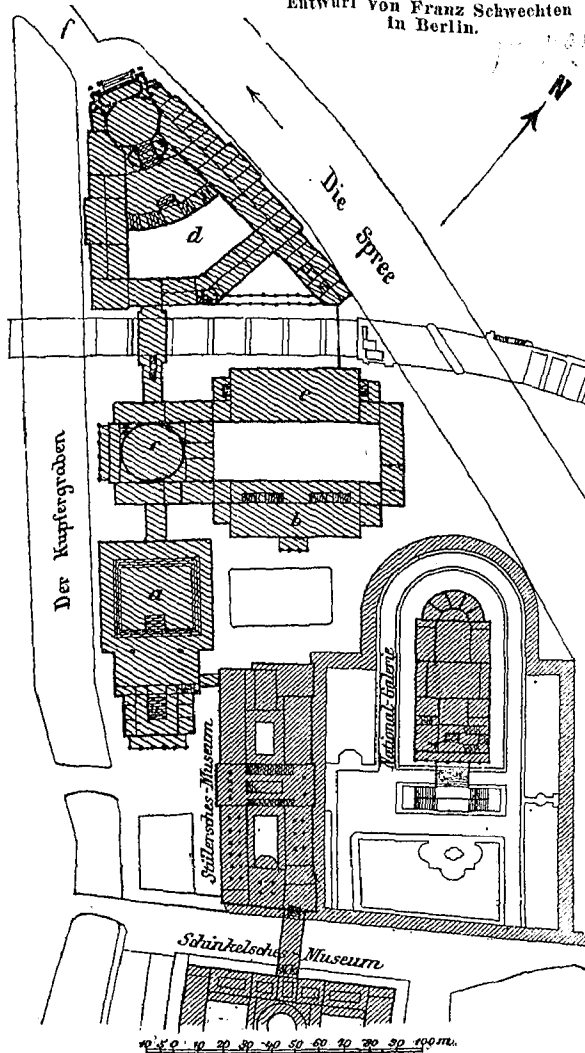 Entwurf von Franz Schwechten
in Berlin.
f
N
Die Spree
d
c
Der Kupfergraben
b
a
National-Galerie
Stülersches-Museum
Schinkelsches-Museum
10 5 0 10 20 30 40 50 60 70 80 90 100 m.